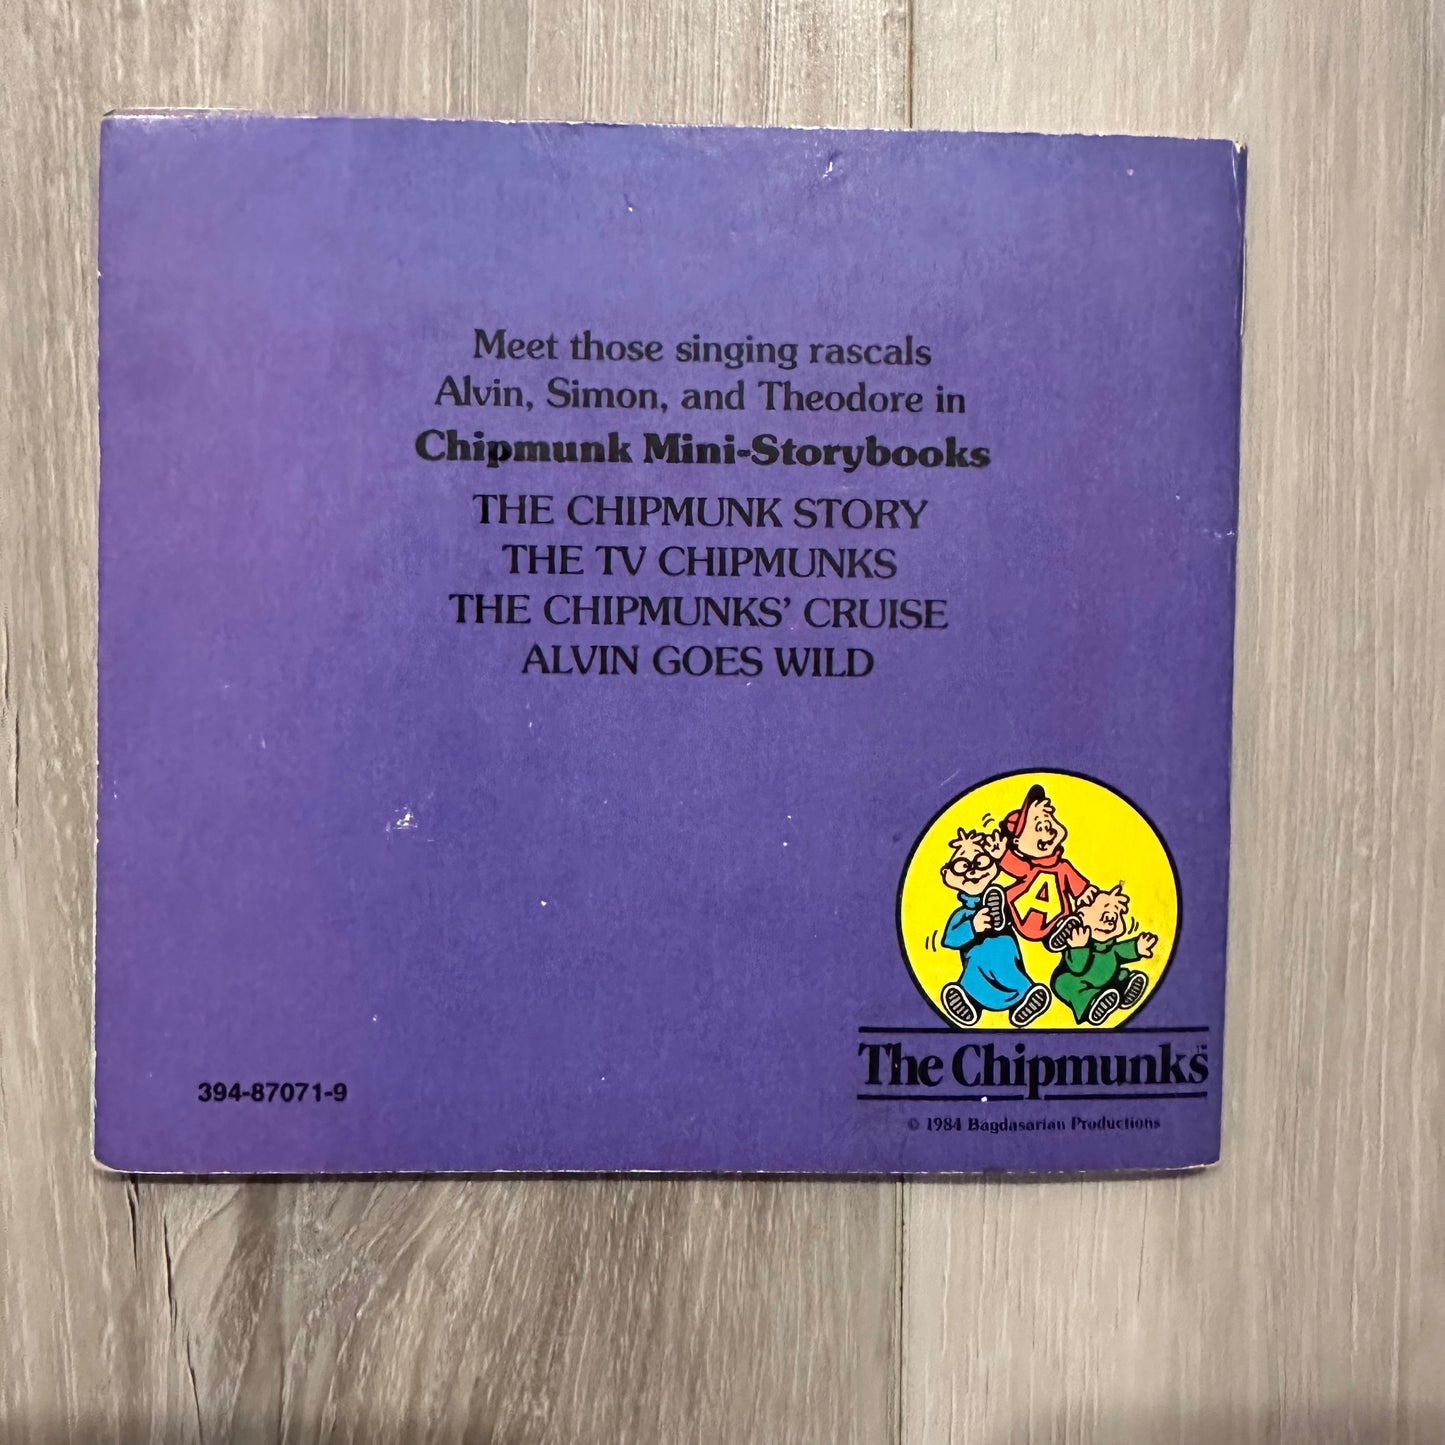 Meet those singing rascals
Alvin, Simon, and Theodore in
Chipmunk Mini-Storybooks
THE CHIPMUNK STORY
THE TV CHIPMUNKS
THE CHIPMUNKS' CRUISE
ALVIN GOES WILD
A
The Chipmunks™
394-87071-9
© 1984 Bagdasarian Productions